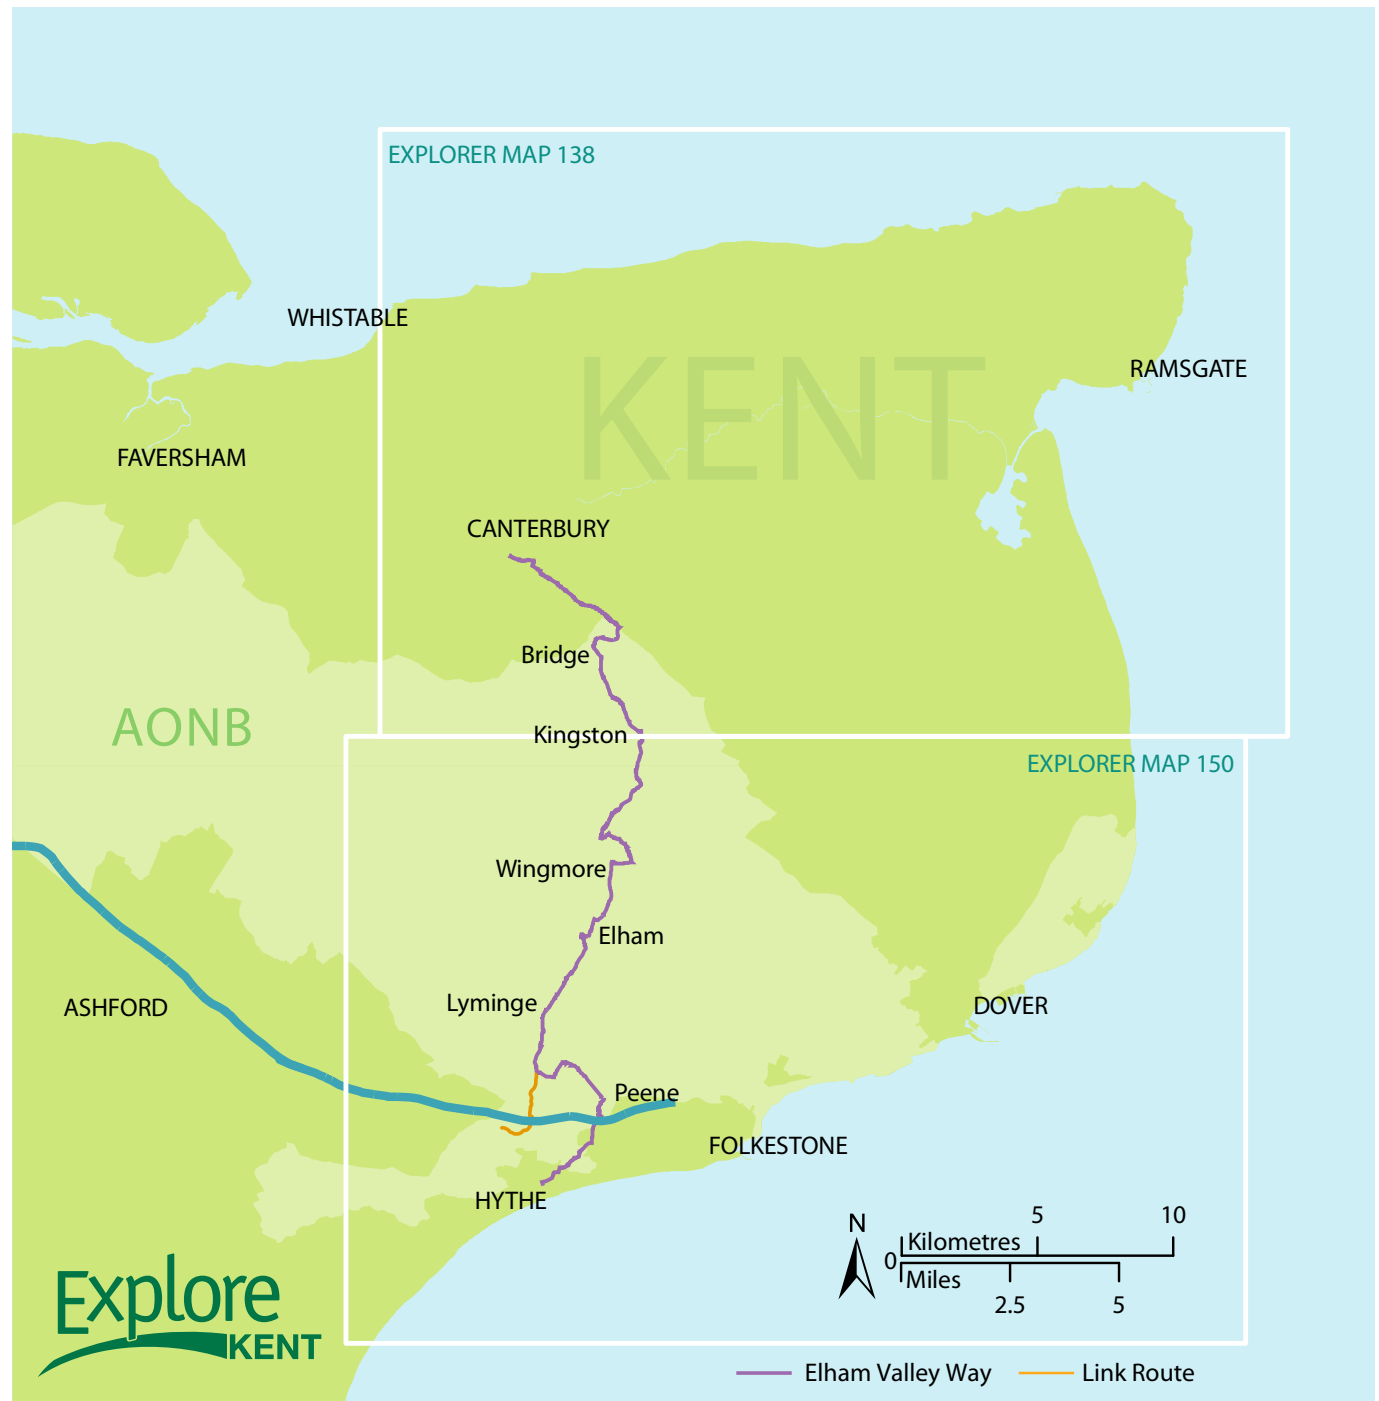 EXPLORER MAP 138
WHISTABLE
KENT
RAMSGATE
FAVERSHAM
CANTERBURY
Bridge
AONB
Kingston
EXPLORER MAP 150
Wingmore
Elham
Lyminge
ASHFORD
DOVER
Peene
FOLKESTONE
HYTHE
N
5 10
Kilometres
0
Miles
2.5 5
Explore
KENT
Elham Valley Way Link Route